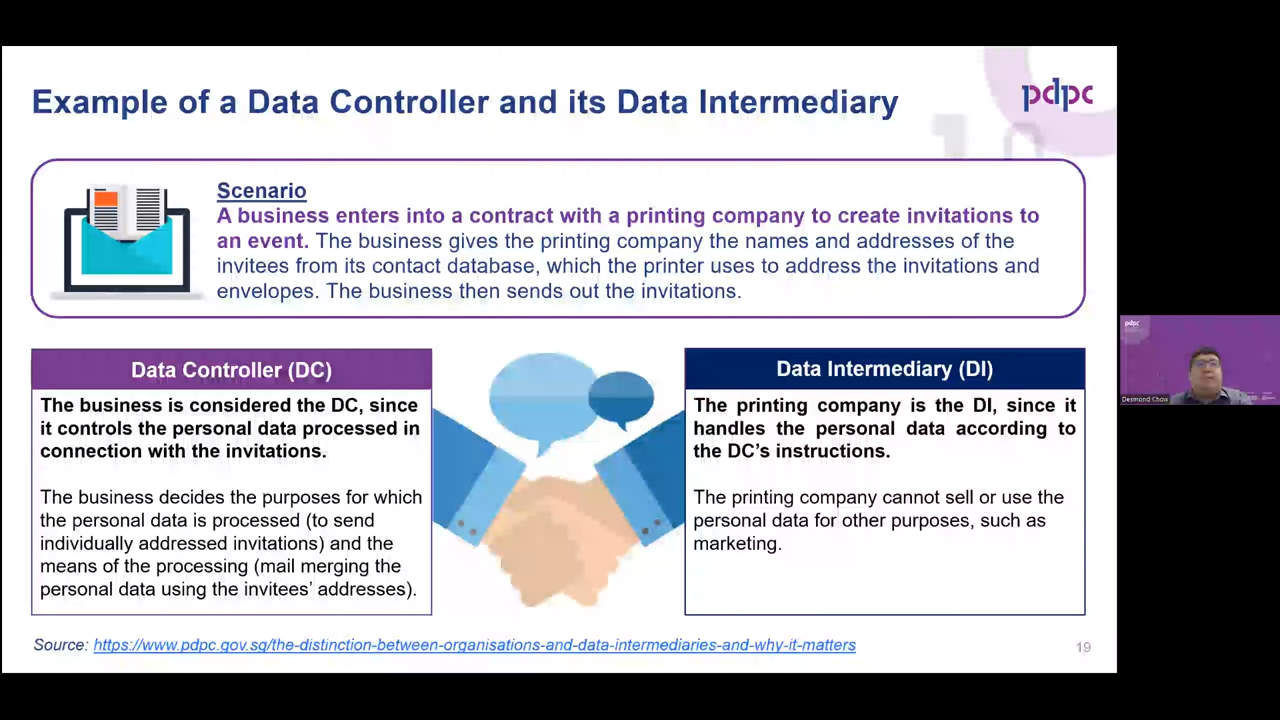 Example of a Data Controller and its Data Intermediary
pdpc
Scenario
A business enters into a contract with a printing company to create invitations to
an event. The business gives the printing company the names and addresses of the
invitees from its contact database, which the printer uses to address the invitations and
envelopes. The business then sends out the invitations.
Data Controller (DC)
The business is considered the DC, since
it controls the personal data processed in
connection with the invitations.
The business decides the purposes for which
the personal data is processed (to send
individually addressed invitations) and the
means of the processing (mail merging the
personal data using the invitees’ addresses).
Data Intermediary (DI)
The printing company is the DI, since it
handles the personal data according to
the DC’s instructions.
The printing company cannot sell or use the
personal data for other purposes, such as
marketing.
Source: https://www.pdpc.gov.sg/the-distinction-between-organisations-and-data-intermediaries-and-why-it-matters
19
pdpc
Desmond Chow